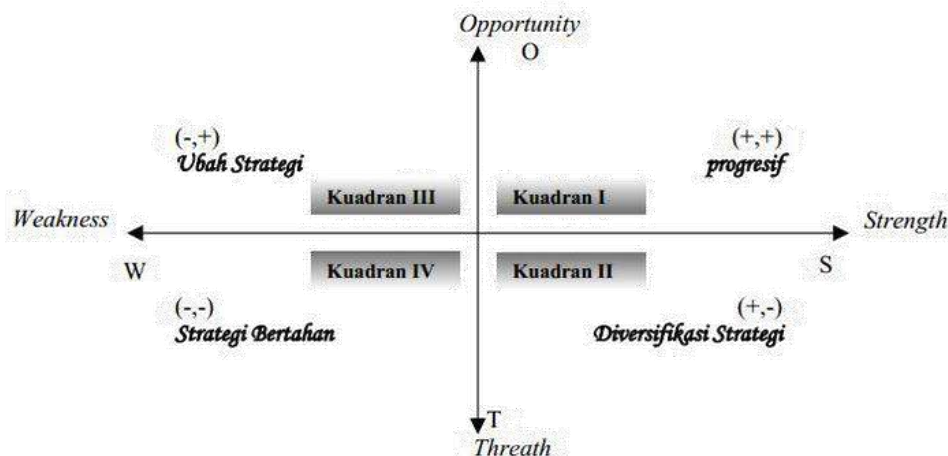 Opportunity
O
(-,+)
Ubah Strategi
(+,+)
progresif
Kuadran III
Kuadran I
Weakness
Strength
W
Kuadran IV
Kuadran II
S
(-,-)
Strategi Bertahan
(+,-)
Diversifikasi Strategi
T
Threath